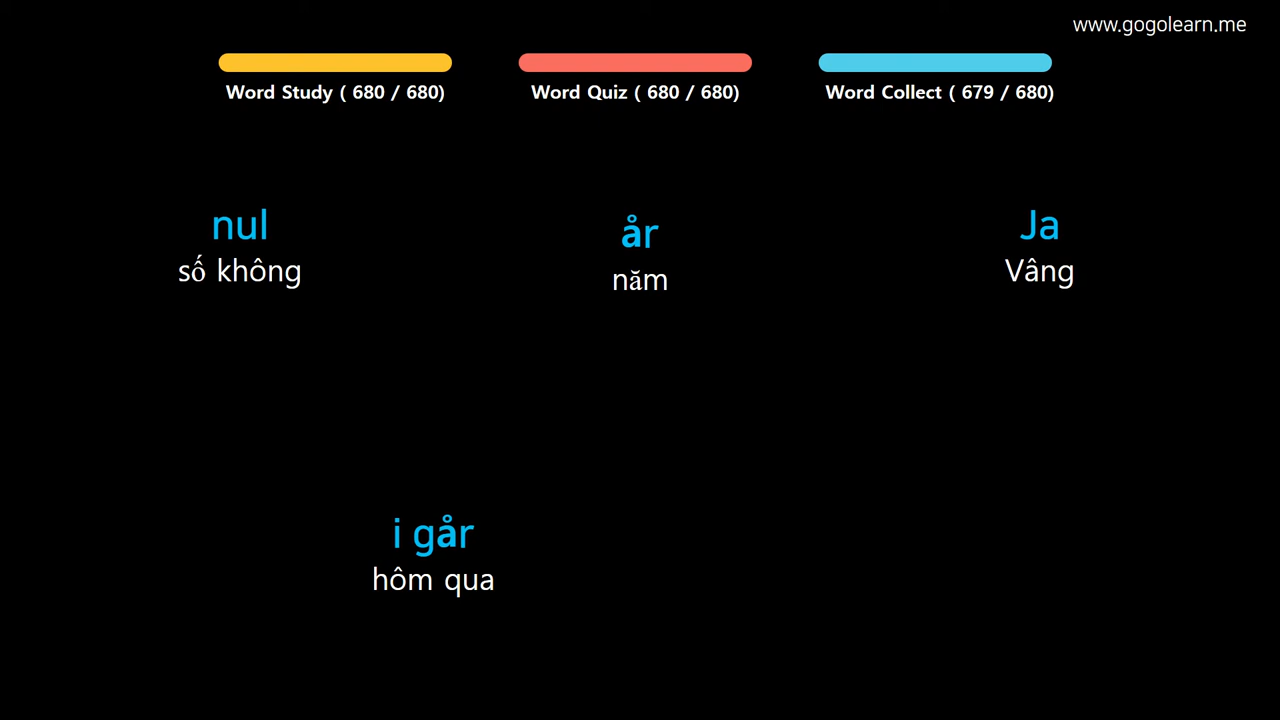 www.gogolearn.me
Word Study ( 680 / 680)
Word Quiz ( 680 / 680)
Word Collect ( 679 / 680)
nul
số không
år
năm
Ja
Vâng
i går
hôm qua